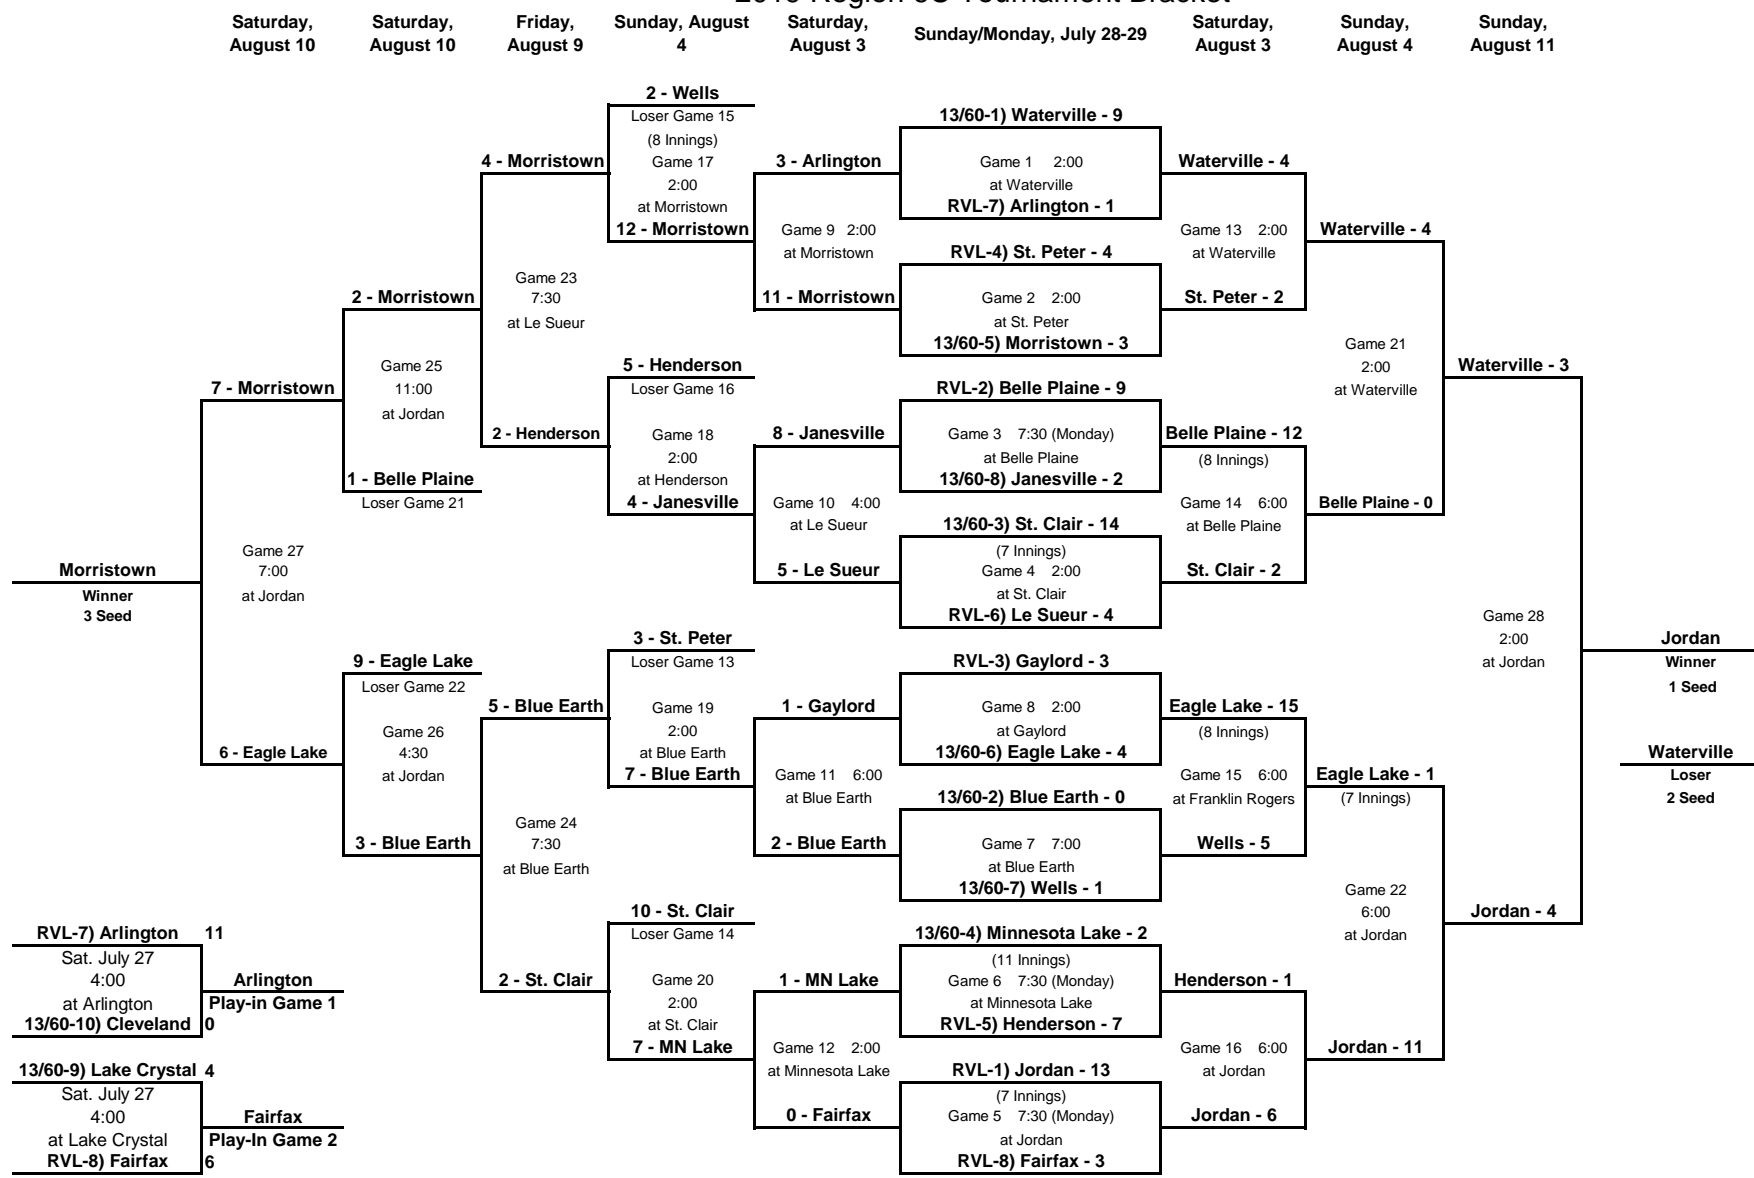 Region Tournament Bracket
Saturday,
August 10
Saturday,
August 10
Friday,
August 9
Sunday, August
4
Saturday,
August 3
Sunday/Monday, July 28-29
Saturday,
August 3
Sunday,
August 4
Sunday,
August 11
Morristown
Winner
3 Seed
RVL-7) Arlington 11
Sat. July 27
4:00
at Arlington
13/60-10) Cleveland 0
Arlington
Play-in Game 1
13/60-9) Lake Crystal 4
Sat. July 27
4:00
at Lake Crystal
RVL-8) Fairfax 6
Fairfax
Play-In Game 2
7 - Morristown
Game 27
7:00
at Jordan
6 - Eagle Lake
2 - Morristown
Game 25
11:00
at Jordan
1 - Belle Plaine
Loser Game 21
9 - Eagle Lake
Loser Game 22
Game 26
4:30
at Jordan
3 - Blue Earth
4 - Morristown
Game 23
7:30
at Le Sueur
2 - Henderson
5 - Blue Earth
Game 24
7:30
at Blue Earth
2 - St. Clair
2 - Wells
Loser Game 15
(8 Innings)
Game 17
2:00
at Morristown
12 - Morristown
5 - Henderson
Loser Game 16
Game 18
2:00
at Henderson
4 - Janesville
3 - St. Peter
Loser Game 13
Game 19
2:00
at Blue Earth
7 - Blue Earth
10 - St. Clair
Loser Game 14
Game 20
2:00
at St. Clair
7 - MN Lake
3 - Arlington
Game 9 2:00
at Morristown
11 - Morristown
8 - Janesville
Game 10 4:00
at Le Sueur
5 - Le Sueur
1 - Gaylord
Game 11 6:00
at Blue Earth
2 - Blue Earth
1 - MN Lake
Game 12 2:00
at Minnesota Lake
0 - Fairfax
13/60-1) Waterville - 9
Game 1 2:00
at Waterville
RVL-7) Arlington - 1
RVL-4) St. Peter - 4
Game 2 2:00
at St. Peter
13/60-5) Morristown - 3
RVL-2) Belle Plaine - 9
Game 3 7:30 (Monday)
at Belle Plaine
13/60-8) Janesville - 2
13/60-3) St. Clair - 14
(7 Innings)
Game 4 2:00
at St. Clair
RVL-6) Le Sueur - 4
RVL-3) Gaylord - 3
Game 8 2:00
at Gaylord
13/60-6) Eagle Lake - 4
13/60-2) Blue Earth - 0
Game 7 7:00
at Blue Earth
13/60-7) Wells - 1
13/60-4) Minnesota Lake - 2
(11 Innings)
Game 6 7:30 (Monday)
at Minnesota Lake
RVL-5) Henderson - 7
RVL-1) Jordan - 13
(7 Innings)
Game 5 7:30 (Monday)
at Jordan
RVL-8) Fairfax - 3
Waterville - 4
Game 13 2:00
at Waterville
St. Peter - 2
Belle Plaine - 12
(8 Innings)
Game 14 6:00
at Belle Plaine
St. Clair - 2
Eagle Lake - 15
(8 Innings)
Game 15 6:00
at Franklin Rogers
Wells - 5
Henderson - 1
Game 16 6:00
at Jordan
Jordan - 6
Waterville - 4
Game 21
2:00
at Waterville
Belle Plaine - 0
Eagle Lake - 1
(7 Innings)
Game 22
6:00
at Jordan
Jordan - 11
Waterville - 3
Game 28
2:00
at Jordan
Jordan - 4
Jordan
Winner
1 Seed
Waterville
Loser
2 Seed